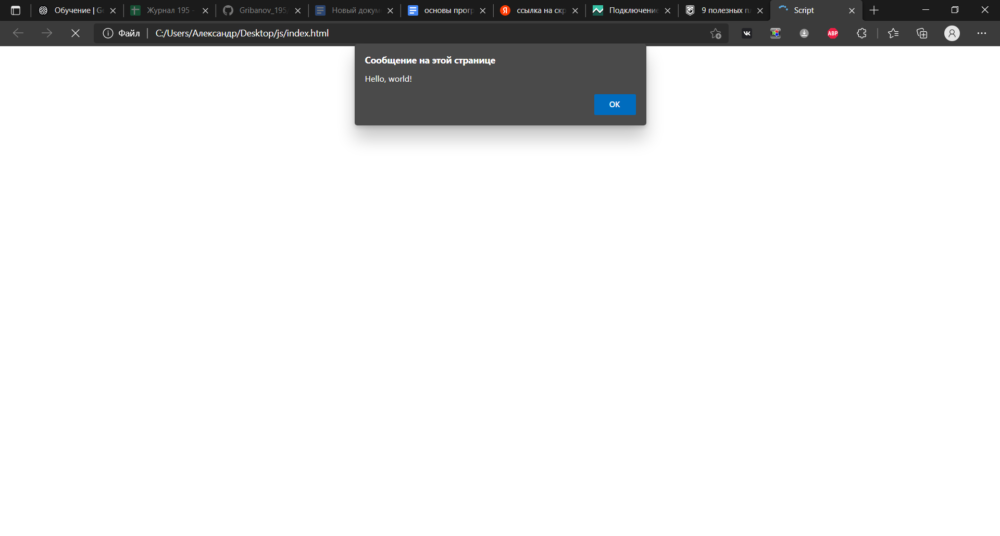 Обучение | Ge
Журнал 195 -
Gribanov_195/
Новый докум
основы прогр
Я
ссылка на скр
Подключение
9 полезных п
Script
Файл
C:/Users/Александр/Desktop/js/index.html
ABP
Сообщение на этой странице
Hello, world!
OK